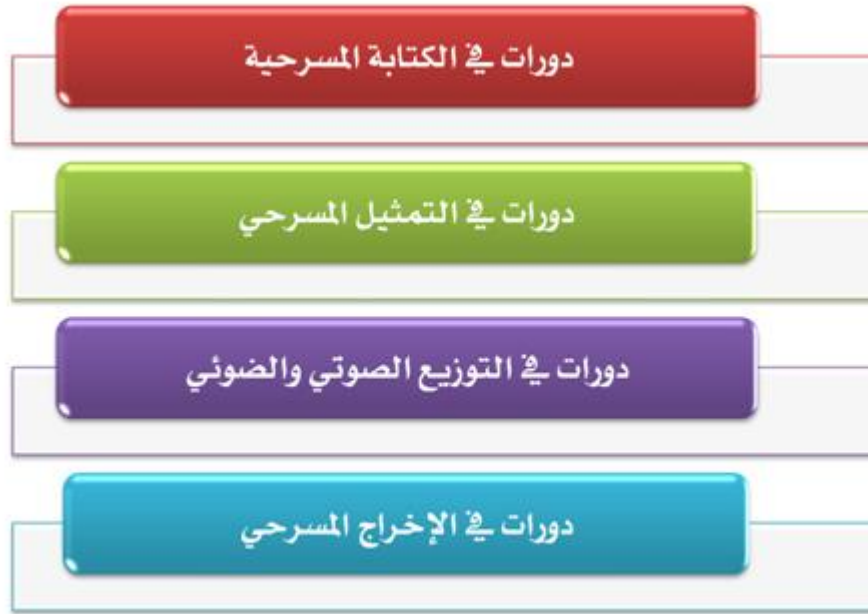 دورات في الكتابة المسرحية
دورات في التمثيل المسرحي
دورات في التوزيع الصوتي والضوئي
دورات في الإخراج المسرحي